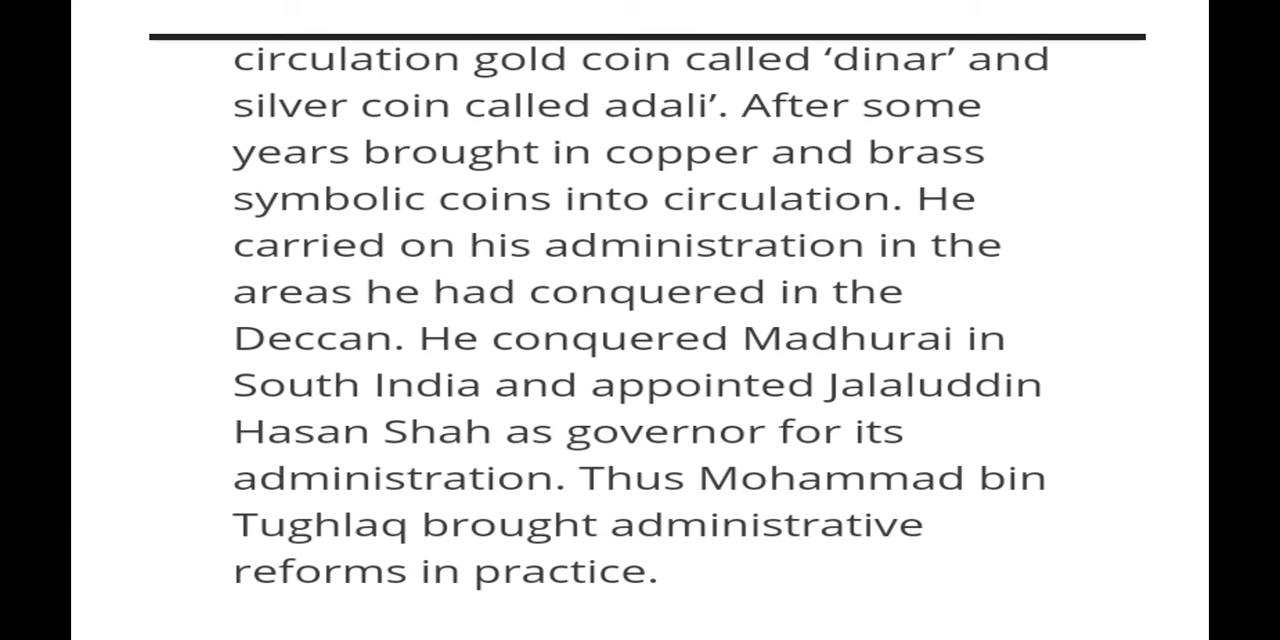 circulation gold coin called ‘dinar’ and
silver coin called adali’. After some
years brought in copper and brass
symbolic coins into circulation. He
carried on his administration in the
areas he had conquered in the
Deccan. He conquered Madhurai in
South India and appointed Jalaluddin
Hasan Shah as governor for its
administration. Thus Mohammad bin
Tughlaq brought administrative
reforms in practice.